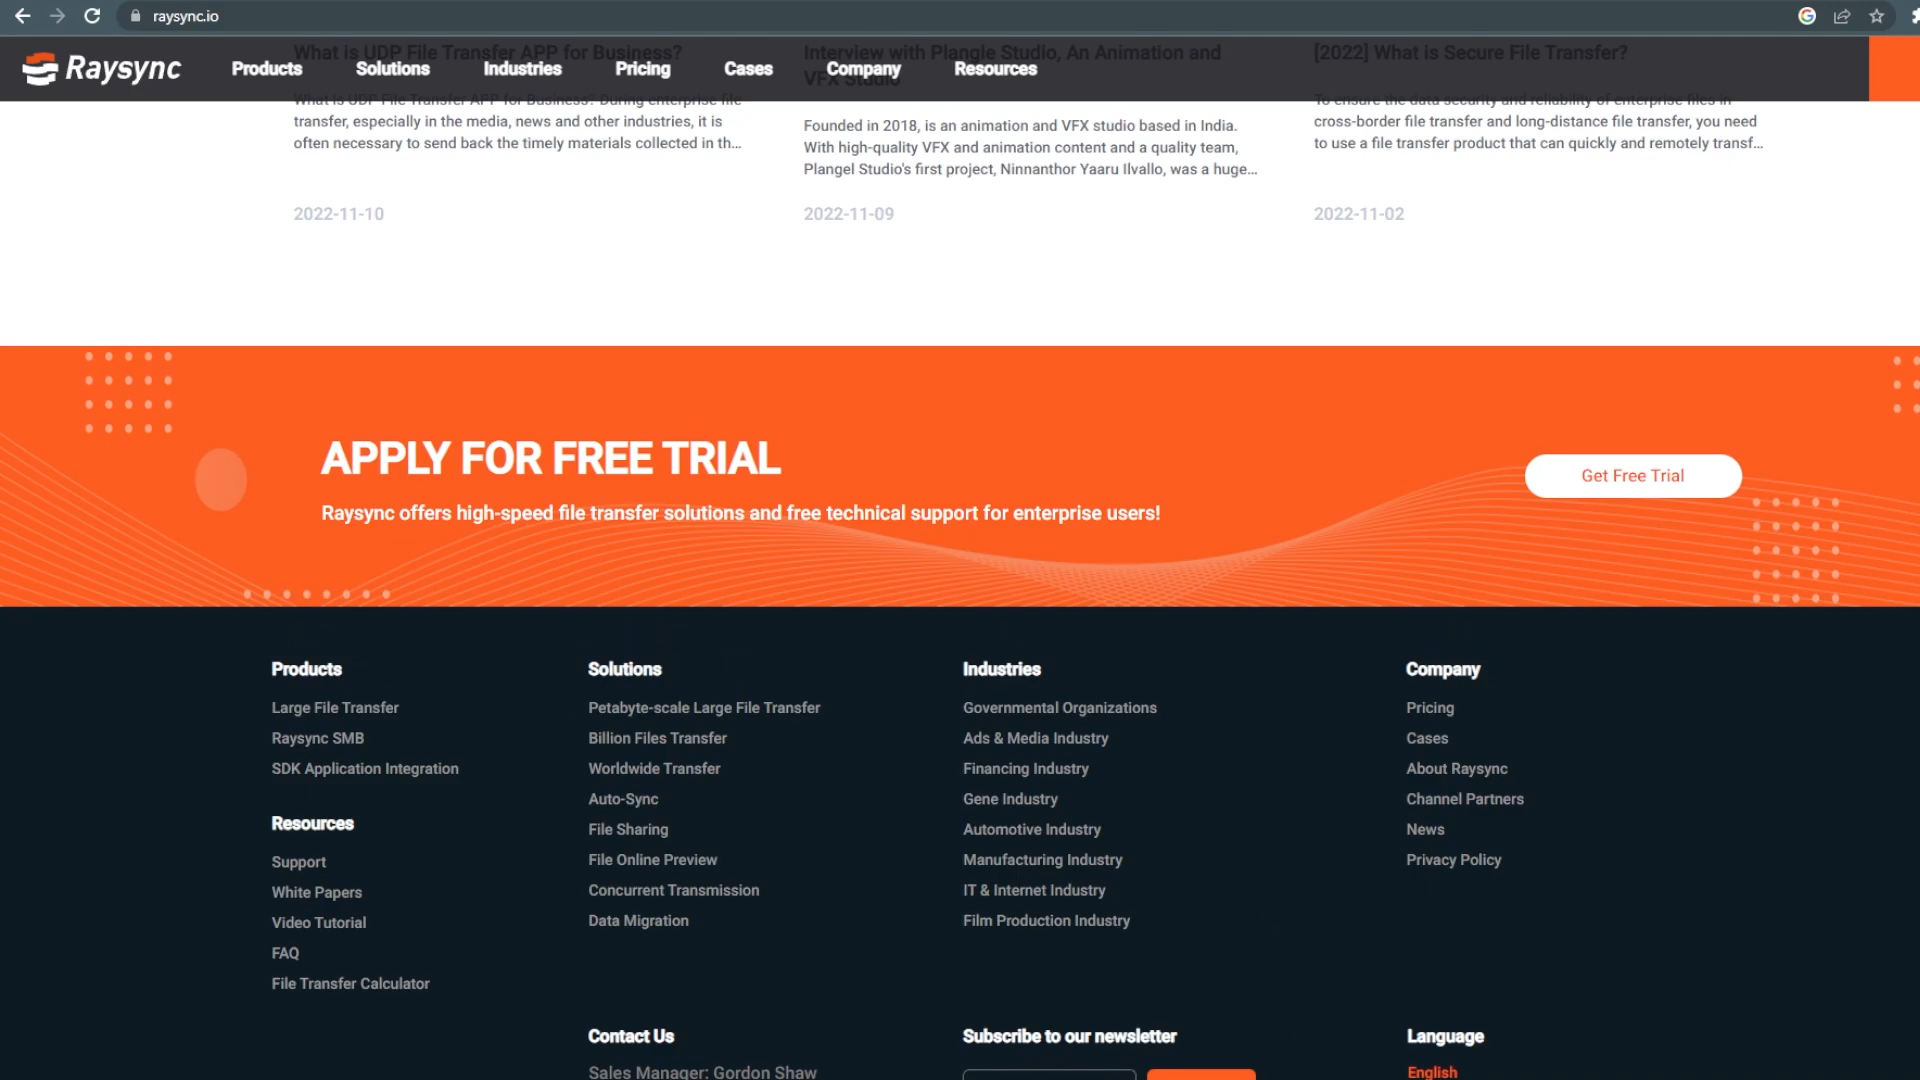 raysync.io
Raysync
Products
Solutions
Industries
Pricing
Cases
Company
Resources
What is UDP File Transfer APP for Business?
What is UDP File Transfer APP for Business? During enterprise file
transfer, especially in the media, news and other industries, it is
often necessary to send back the timely materials collected in th...
2022-11-10
Interview with Plangle Studio, An Animation and
VFX Studio
Founded in 2018, is an animation and VFX studio based in India.
With high-quality VFX and animation content and a quality team,
Plangel Studio's first project, Ninnanthor Yaaru Ilvallo, was a huge...
2022-11-09
[2022] What is Secure File Transfer?
To ensure the data security and reliability of enterprise files in
cross-border file transfer and long-distance file transfer, you need
to use a file transfer product that can quickly and remotely transf...
2022-11-02
APPLY FOR FREE TRIAL
Raysync offers high-speed file transfer solutions and free technical support for enterprise users!
Get Free Trial
Products
Large File Transfer
Raysync SMB
SDK Application Integration
Resources
Support
White Papers
Video Tutorial
FAQ
File Transfer Calculator
Solutions
Petabyte-scale Large File Transfer
Billion Files Transfer
Worldwide Transfer
Auto-Sync
File Sharing
File Online Preview
Concurrent Transmission
Data Migration
Industries
Governmental Organizations
Ads & Media Industry
Financing Industry
Gene Industry
Automotive Industry
Manufacturing Industry
IT & Internet Industry
Film Production Industry
Company
Pricing
Cases
About Raysync
Channel Partners
News
Privacy Policy
Contact Us
Sales Manager: Gordon Shaw
Subscribe to our newsletter
Language
English